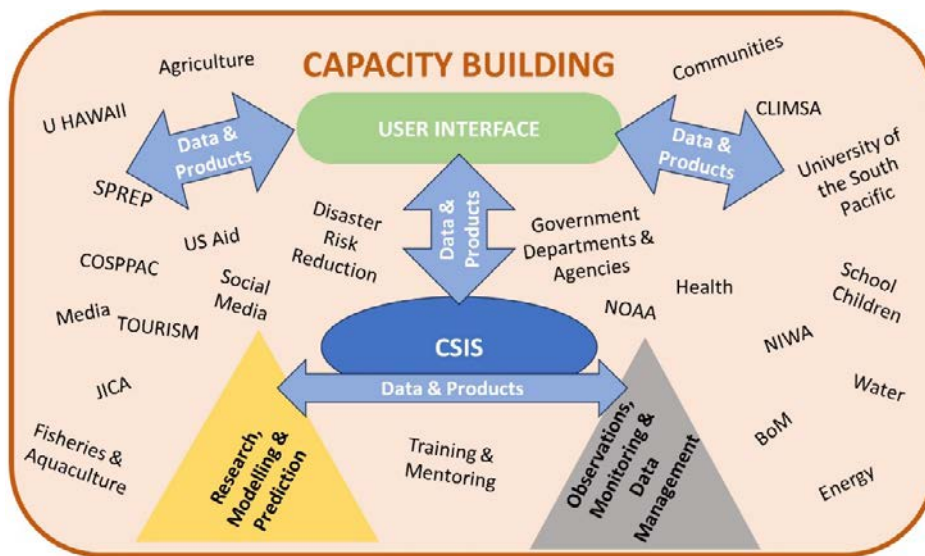 CAPACITY BUILDING
Agriculture
Communities
U HAWAII
Data &
Products
USER INTERFACE
Data &
Products
CLIMSA
University of
the South
Pacific
SPREP
US Aid
Disaster
Risk
Reduction
Data &
Products
Government
Departments &
Agencies
COSPPAC
Social
Media
Health
School
Children
NOAA
Media
TOURISM
CSIS
NIWA
JICA
Data & Products
Water
Fisheries &
Aquaculture
Research,
Modelling &
Prediction
Training &
Mentoring
Observations,
Monitoring &
Data
Management
BoM
Energy